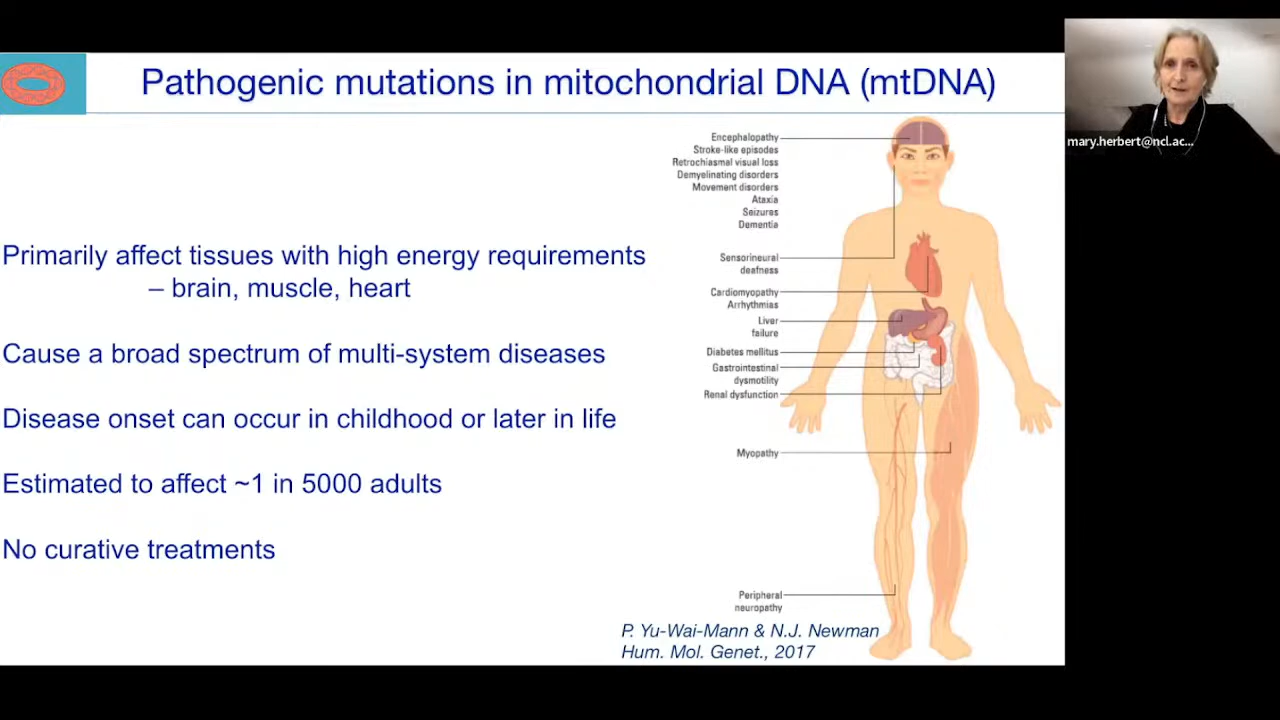 Pathogenic mutations in mitochondrial DNA (mtDNA)
mary.herbert@ncl.ac...
Primarily affect tissues with high energy requirements
– brain, muscle, heart
Cause a broad spectrum of multi-system diseases
Disease onset can occur in childhood or later in life
Estimated to affect ~1 in 5000 adults
No curative treatments
Encephalopathy
Stroke-like episodes
Retrochiasmal visual loss
Demyelinating disorders
Movement disorders
Ataxia
Seizures
Dementia
Sensorineural
deafness
Cardiomyopathy
Arrhythmias
Liver
failure
Diabetes mellitus
Gastrointestinal
dysmotility
Renal dysfunction
Myopathy
Peripheral
neuropathy
P. Yu-Wai-Mann & N.J. Newman
Hum. Mol. Genet., 2017